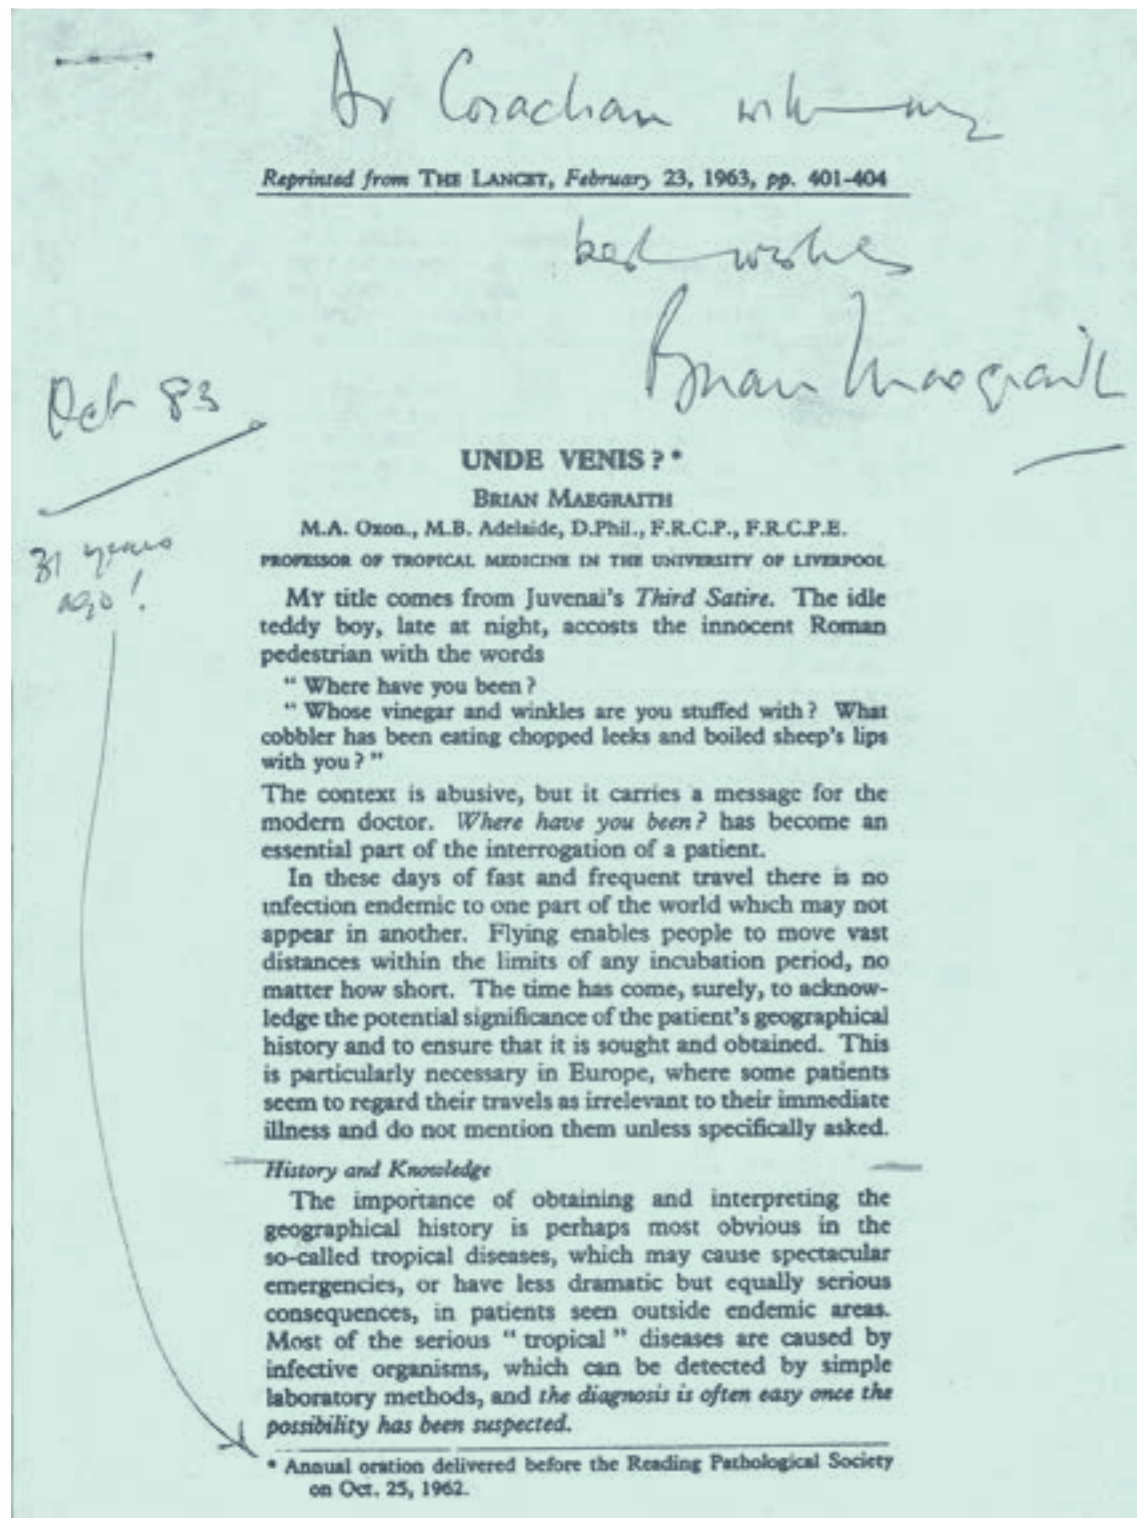 Dr Corachan with my
Reprinted from THE LANCET, February 23, 1963, pp. 401-404
best wishes
Brian Maegraith
Oct 83
31 years
ago!
UNDE VENIS?*
BRIAN MAEGRAITH
M.A. Oxon., M.B. Adelaide, D.Phil., F.R.C.P., F.R.C.P.E.
PROFESSOR OF TROPICAL MEDICINE IN THE UNIVERSITY OF LIVERPOOL
MY title comes from Juvenai's Third Satire. The idle
teddy boy, late at night, accosts the innocent Roman
pedestrian with the words
“ Where have you been?
“ Whose vinegar and winkles are you stuffed with? What
cobbler has been eating chopped leeks and boiled sheep's lips
with you? ”
The context is abusive, but it carries a message for the
modern doctor. Where have you been? has become an
essential part of the interrogation of a patient.
In these days of fast and frequent travel there is no
infection endemic to one part of the world which may not
appear in another. Flying enables people to move vast
distances within the limits of any incubation period, no
matter how short. The time has come, surely, to acknow-
ledge the potential significance of the patient's geographical
history and to ensure that it is sought and obtained. This
is particularly necessary in Europe, where some patients
seem to regard their travels as irrelevant to their immediate
illness and do not mention them unless specifically asked.
History and Knowledge
The importance of obtaining and interpreting the
geographical history is perhaps most obvious in the
so-called tropical diseases, which may cause spectacular
emergencies, or have less dramatic but equally serious
consequences, in patients seen outside endemic areas.
Most of the serious “ tropical ” diseases are caused by
infective organisms, which can be detected by simple
laboratory methods, and the diagnosis is often easy once the
possibility has been suspected.
* Annual oration delivered before the Reading Pathological Society
on Oct. 25, 1962.